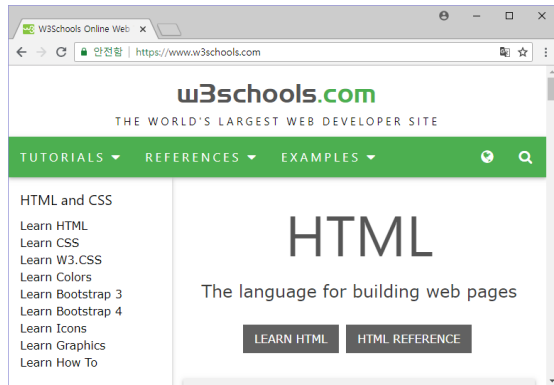 W3Schools Online Web
안전함 https://www.w3schools.com
w3schools.com
THE WORLD'S LARGEST WEB DEVELOPER SITE
TUTORIALS REFERENCES EXAMPLES
HTML and CSS
Learn HTML
Learn CSS
Learn W3.CSS
Learn Colors
Learn Bootstrap 3
Learn Bootstrap 4
Learn Icons
Learn Graphics
Learn How To
HTML
The language for building web pages
LEARN HTML HTML REFERENCE